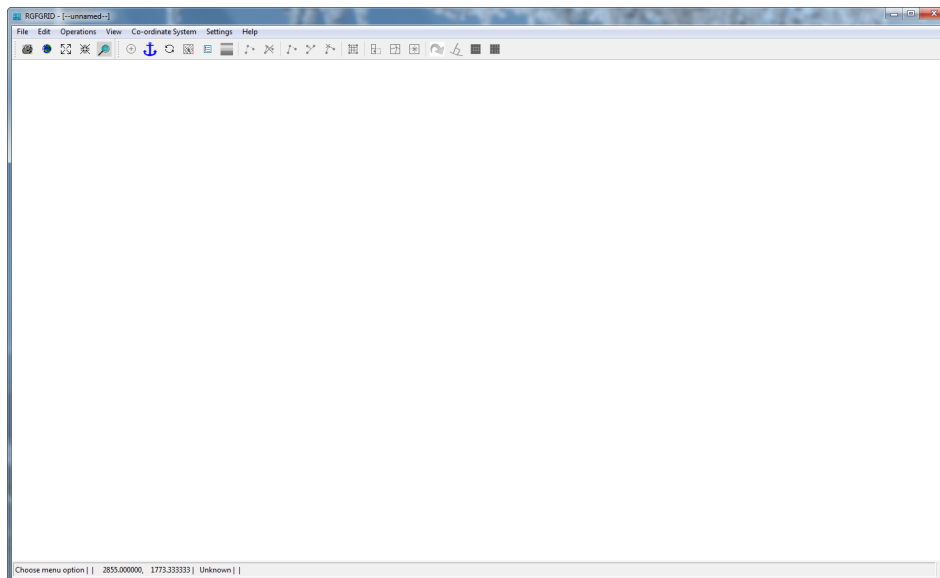 RGFGRID - [--unnamed--]
File Edit Operations View Co-ordinate System Settings Help
Choose menu option | | 2855.000000, 1773.333333 | Unknown | |